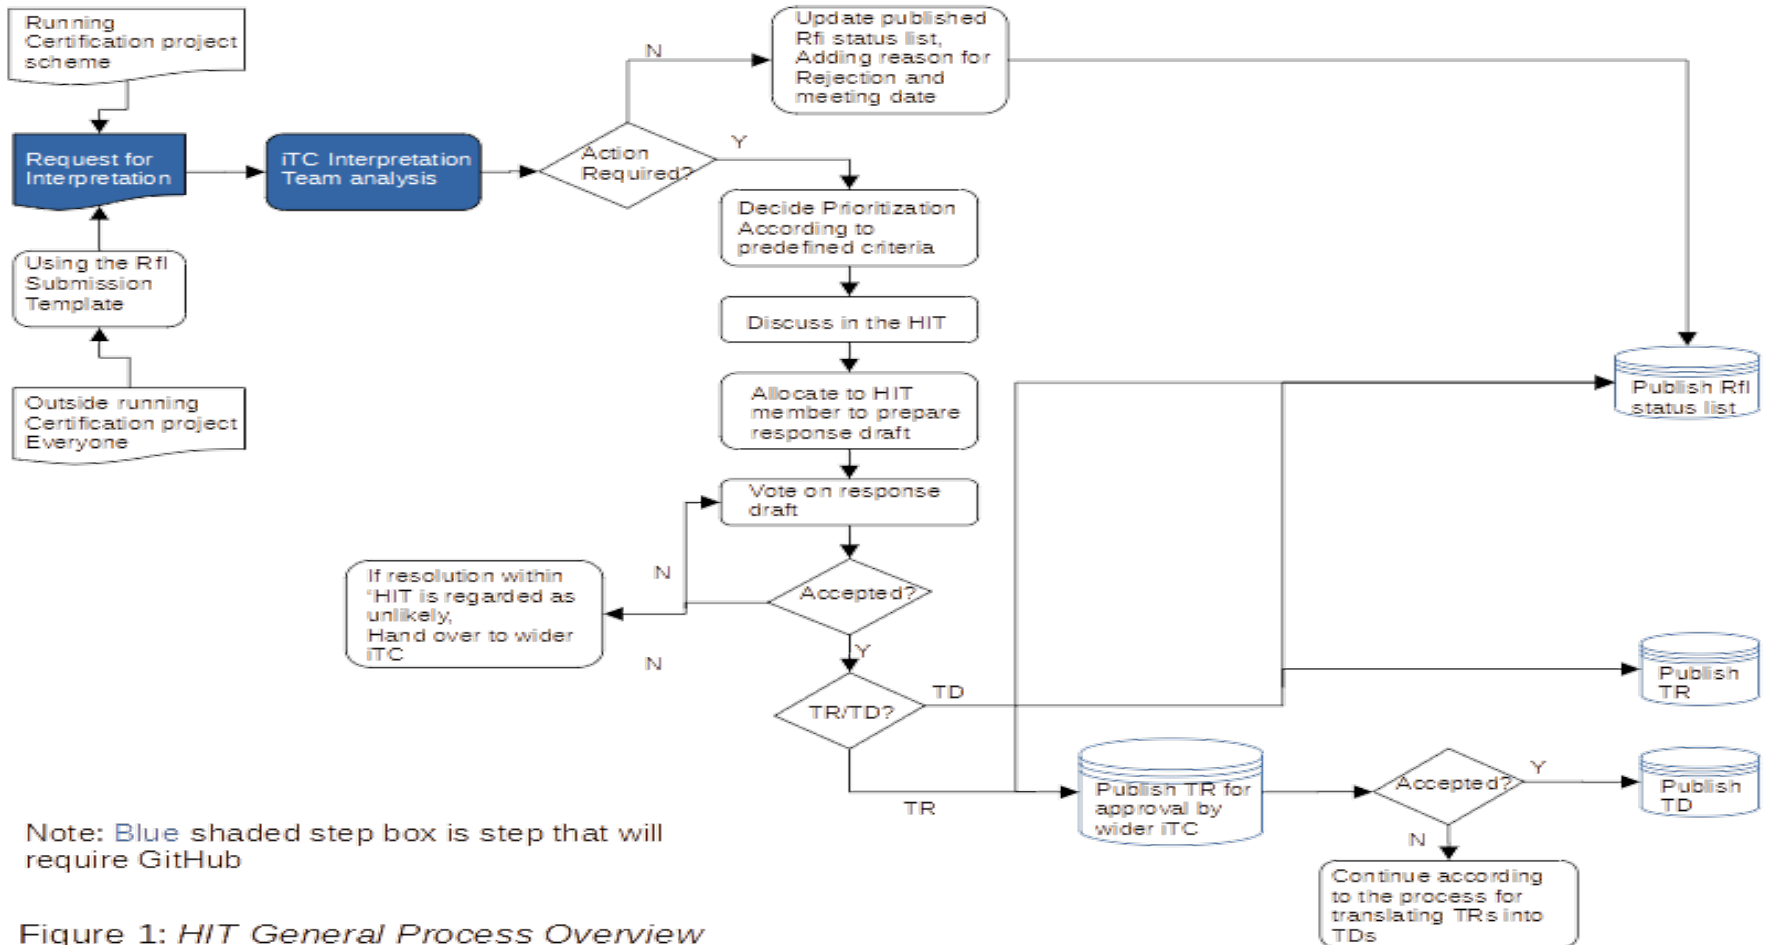 Running
Certification project
scheme
Update published
RfI status list,
Adding reason for
Rejection and
meeting date
N
Request for
Interpretation
iTC Interpretation
Team analysis
Action
Required?
Y
Decide Prioritization
According to
predefined criteria
Using the RfI
Submission
Template
Discuss in the HIT
Outside running
Certification project
Everyone
Allocate to HIT
member to prepare
response draft
Publish RfI
status list
Vote on response
draft
If resolution within
‘HIT is regarded as
unlikely,
Hand over to wider
iTC
N
N
Accepted?
Y
TR/TD?
TD
TR
Publish
TR
Publish TR for
approval by
wider iTC
Accepted?
Y
Publish
TD
N
Continue according
to the process for
translating TRs into
TDs
Note: Blue shaded step box is step that will
require GitHub
Figure 1: HIT General Process Overview